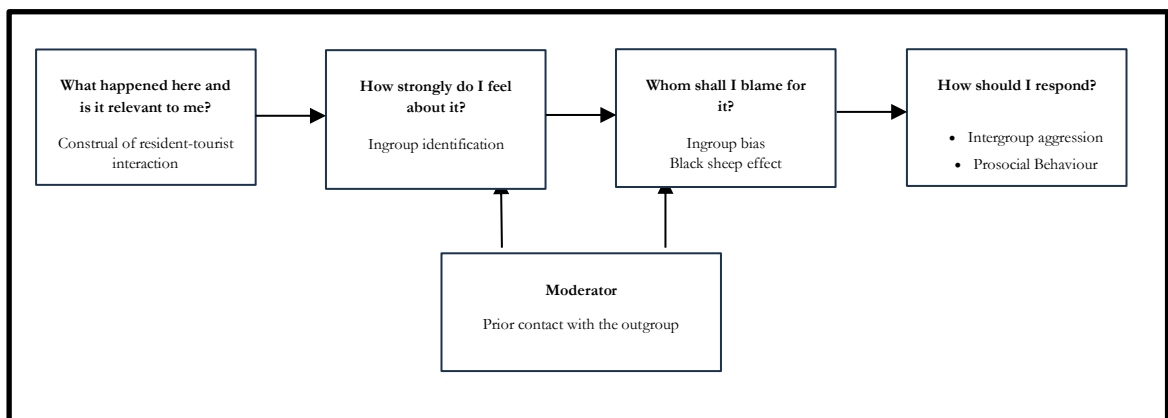 What happened here and
is it relevant to me?
Construal of resident-tourist
interaction
How strongly do I feel
about it?
Ingroup identification
Whom shall I blame for
it?
Ingroup bias
Black sheep effect
How should I respond?
• Intergroup aggression
• Prosocial Behaviour
Moderator
Prior contact with the outgroup